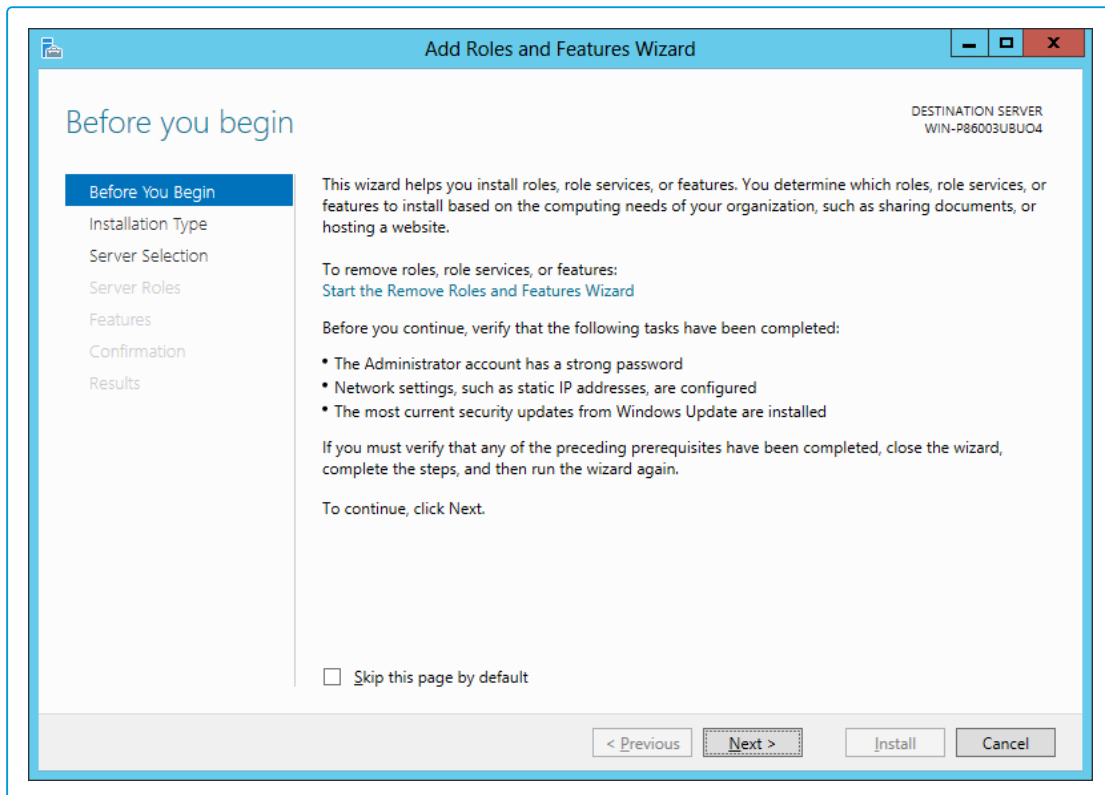 Add Roles and Features Wizard
Before you begin
DESTINATION SERVER
WIN-P86003UBUO4
Before You Begin
Installation Type
Server Selection
Server Roles
Features
Confirmation
Results
This wizard helps you install roles, role services, or features. You determine which roles, role services, or
features to install based on the computing needs of your organization, such as sharing documents, or
hosting a website.
To remove roles, role services, or features:
Start the Remove Roles and Features Wizard
Before you continue, verify that the following tasks have been completed:
• The Administrator account has a strong password
• Network settings, such as static IP addresses, are configured
• The most current security updates from Windows Update are installed
If you must verify that any of the preceding prerequisites have been completed, close the wizard,
complete the steps, and then run the wizard again.
To continue, click Next.
Skip this page by default
< Previous
Next >
Install
Cancel